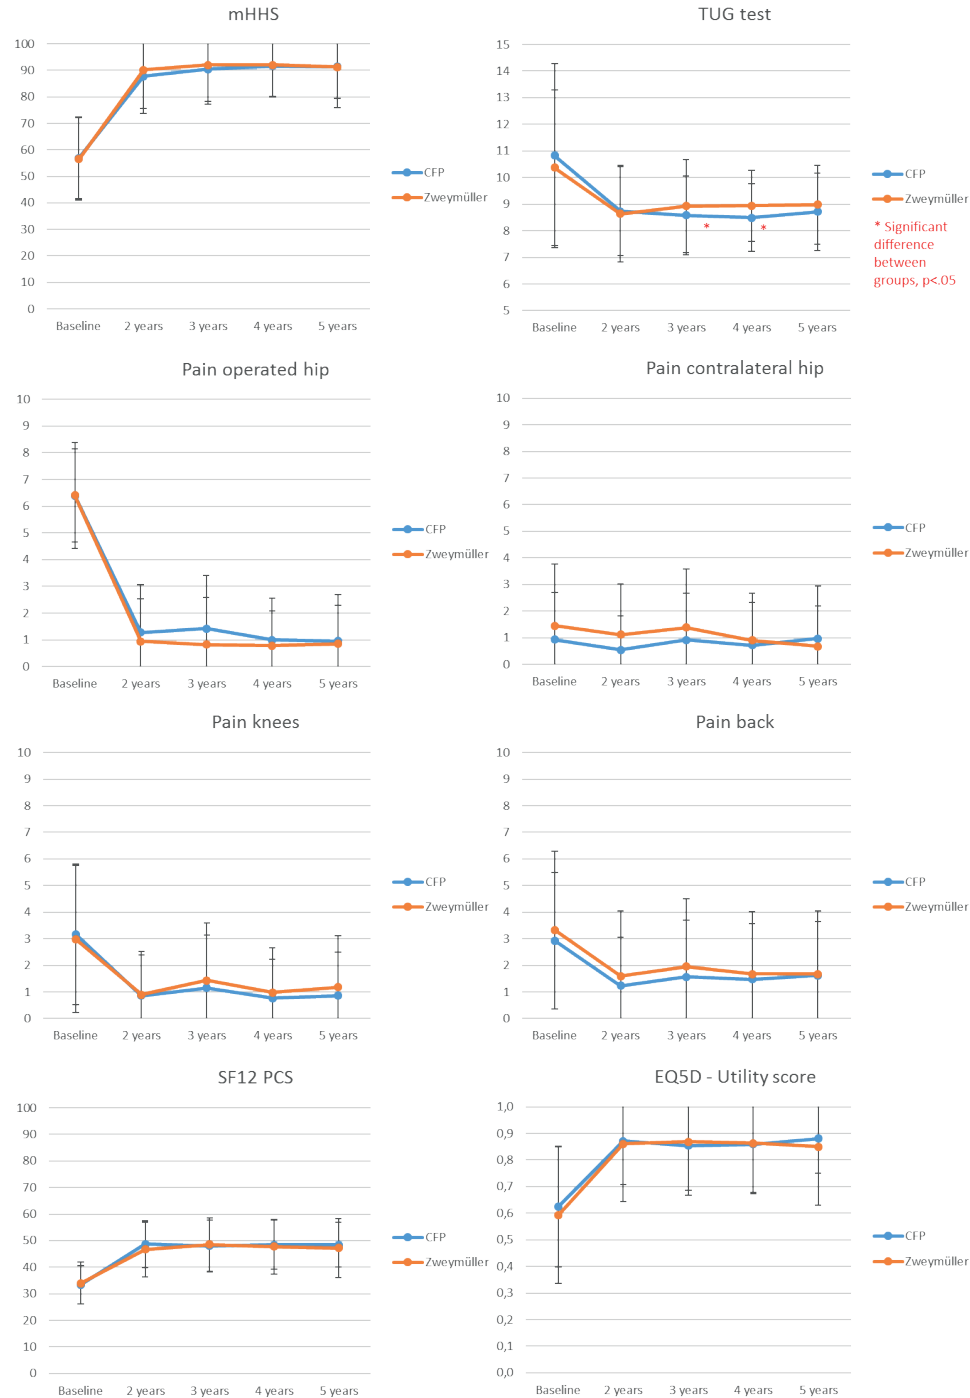 mHHS
100
90
80
70
60
50
40
30
20
10
0
Baseline 2 years 3 years 4 years 5 years
CFP
Zweymüller
TUG test
15
14
13
12
11
10
9
8
7
6
5
Baseline 2 years 3 years 4 years 5 years
*
*
CFP
Zweymüller
* Significant
difference
between
groups, p<.05
Pain operated hip
10
9
8
7
6
5
4
3
2
1
0
Baseline 2 years 3 years 4 years 5 years
CFP
Zweymüller
Pain contralateral hip
10
9
8
7
6
5
4
3
2
1
0
Baseline 2 years 3 years 4 years 5 years
CFP
Zweymüller
Pain knees
10
9
8
7
6
5
4
3
2
1
0
Baseline 2 years 3 years 4 years 5 years
CFP
Zweymüller
Pain back
10
9
8
7
6
5
4
3
2
1
0
Baseline 2 years 3 years 4 years 5 years
CFP
Zweymüller
SF12 PCS
100
90
80
70
60
50
40
30
20
10
0
Baseline 2 years 3 years 4 years 5 years
CFP
Zweymüller
EQ5D - Utility score
1,0
0,9
0,8
0,7
0,6
0,5
0,4
0,3
0,2
0,1
0,0
Baseline 2 years 3 years 4 years 5 years
CFP
Zweymüller